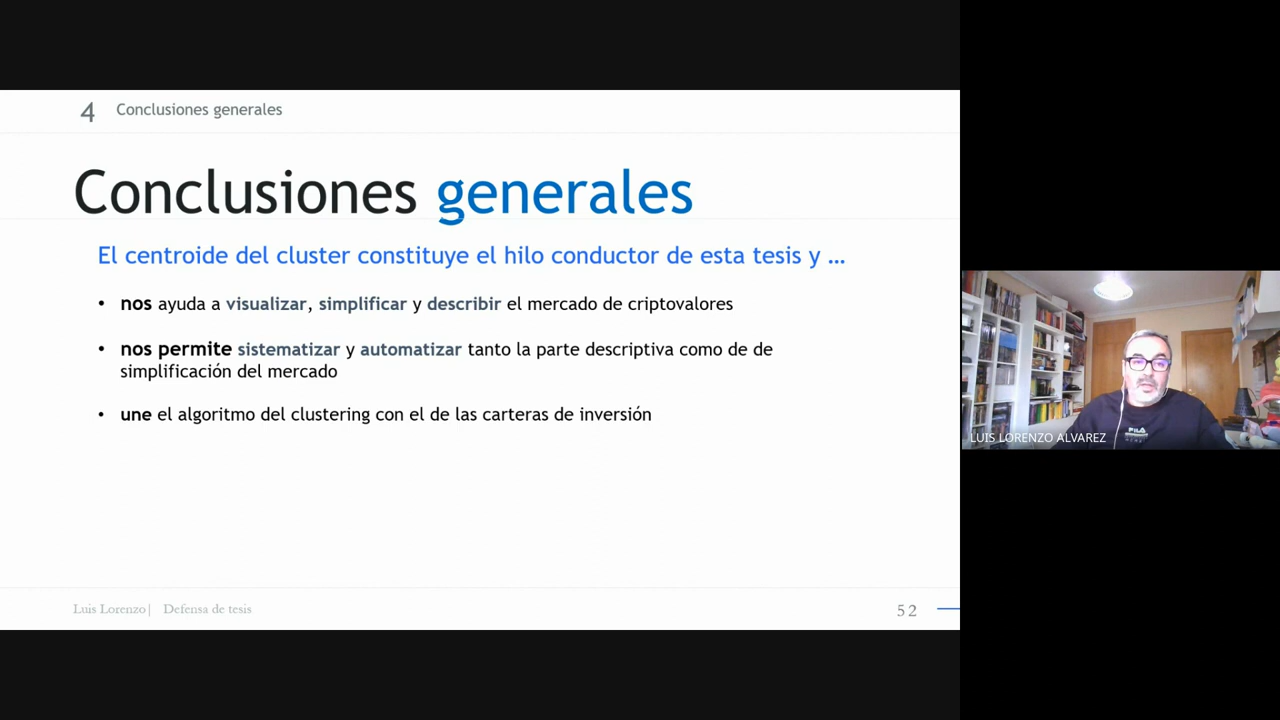 4 Conclusiones generales
Conclusiones generales
El centroide del cluster constituye el hilo conductor de esta tesis y ...
• nos ayuda a visualizar, simplificar y describir el mercado de criptovalores
• nos permite sistematizar y automatizar tanto la parte descriptiva como de de
simplificación del mercado
• une el algoritmo del clustering con el de las carteras de inversión
Luis Lorenzo| Defensa de tesis
52
FILA
LUIS LORENZO ALVAREZ